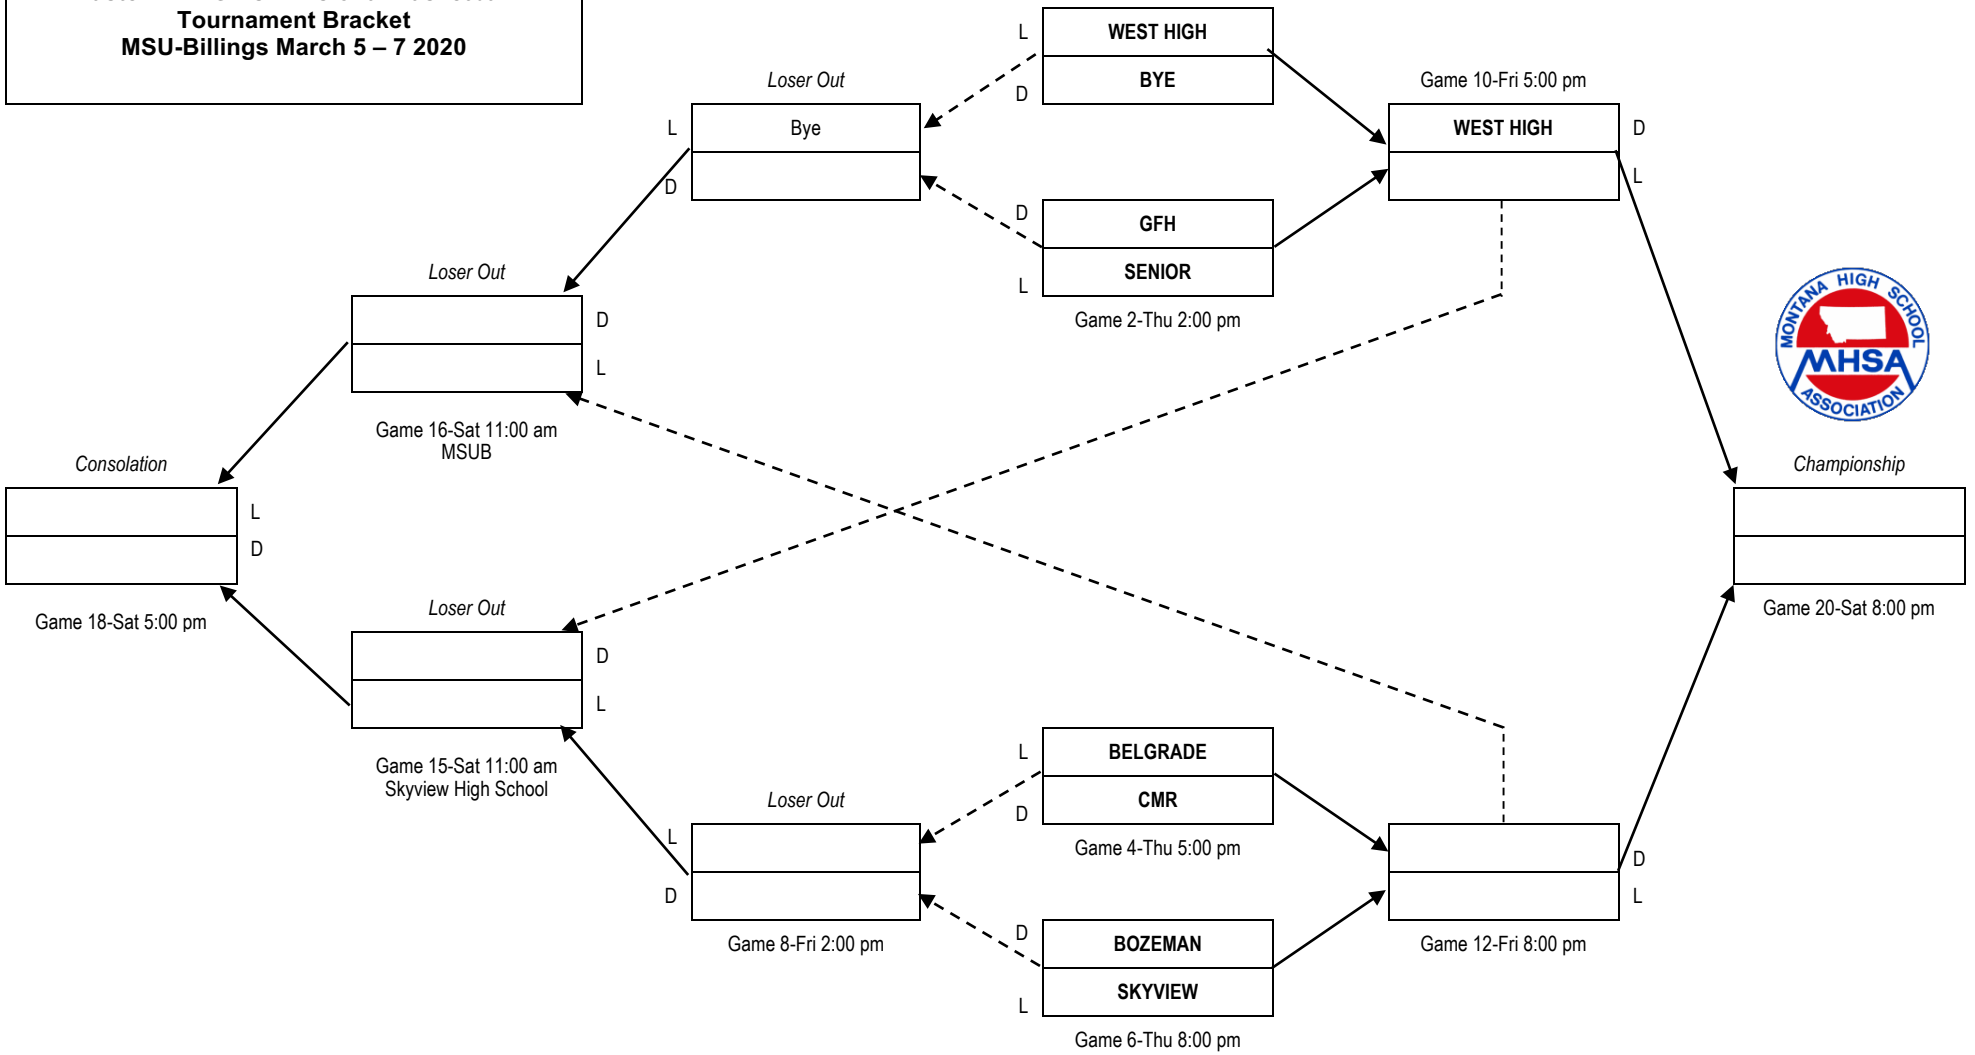 Tournament Bracket
MSU-Billings March 5 – 7 2020
L
WEST HIGH
D
BYE
Loser Out
L
Bye
D
Game 10-Fri 5:00 pm
WEST HIGH
D
L
D
GFH
L
SENIOR
Game 2-Thu 2:00 pm
Loser Out
D
L
Game 16-Sat 11:00 am
MSUB
MONTANA HIGH SCHOOL
MHSA
ASSOCIATION
Consolation
L
D
Game 18-Sat 5:00 pm
Championship
Game 20-Sat 8:00 pm
Loser Out
D
L
Game 15-Sat 11:00 am
Skyview High School
Loser Out
L
D
Game 8-Fri 2:00 pm
L
BELGRADE
D
CMR
Game 4-Thu 5:00 pm
D
L
Game 12-Fri 8:00 pm
D
BOZEMAN
L
SKYVIEW
Game 6-Thu 8:00 pm